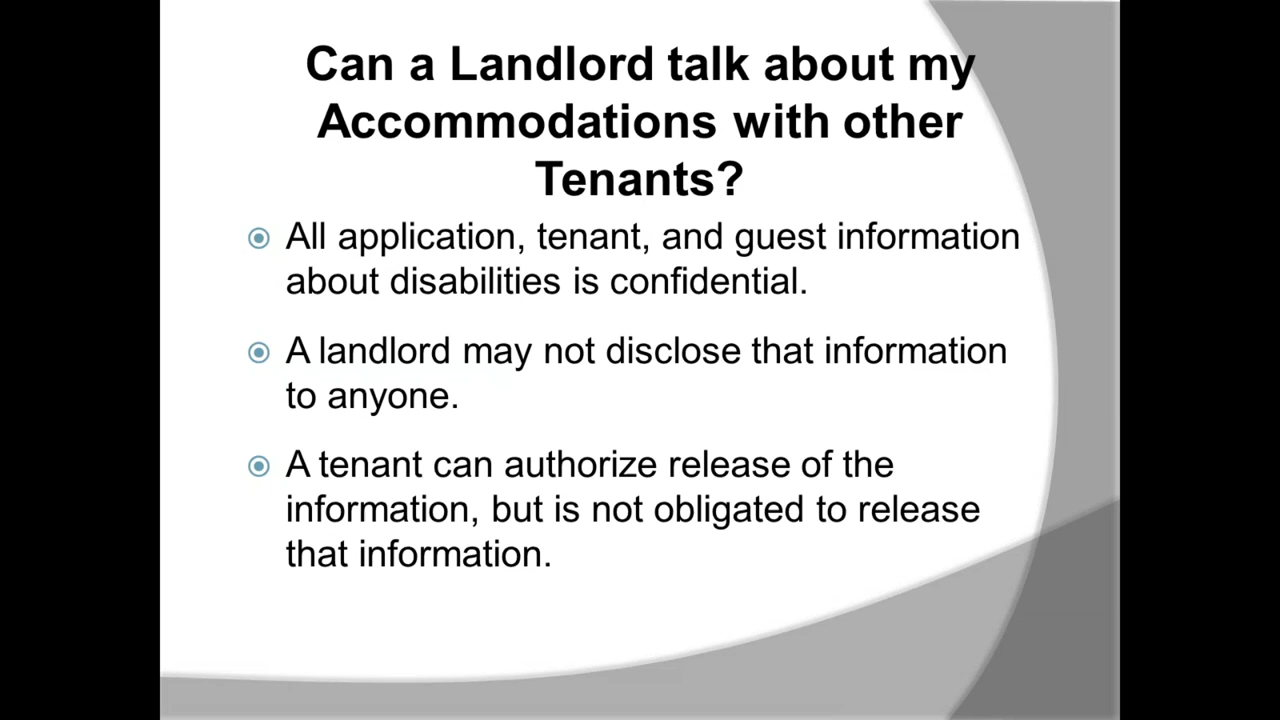 Can a Landlord talk about my
Accommodations with other
Tenants?
All application, tenant, and guest information
about disabilities is confidential.
A landlord may not disclose that information
to anyone.
A tenant can authorize release of the
information, but is not obligated to release
that information.